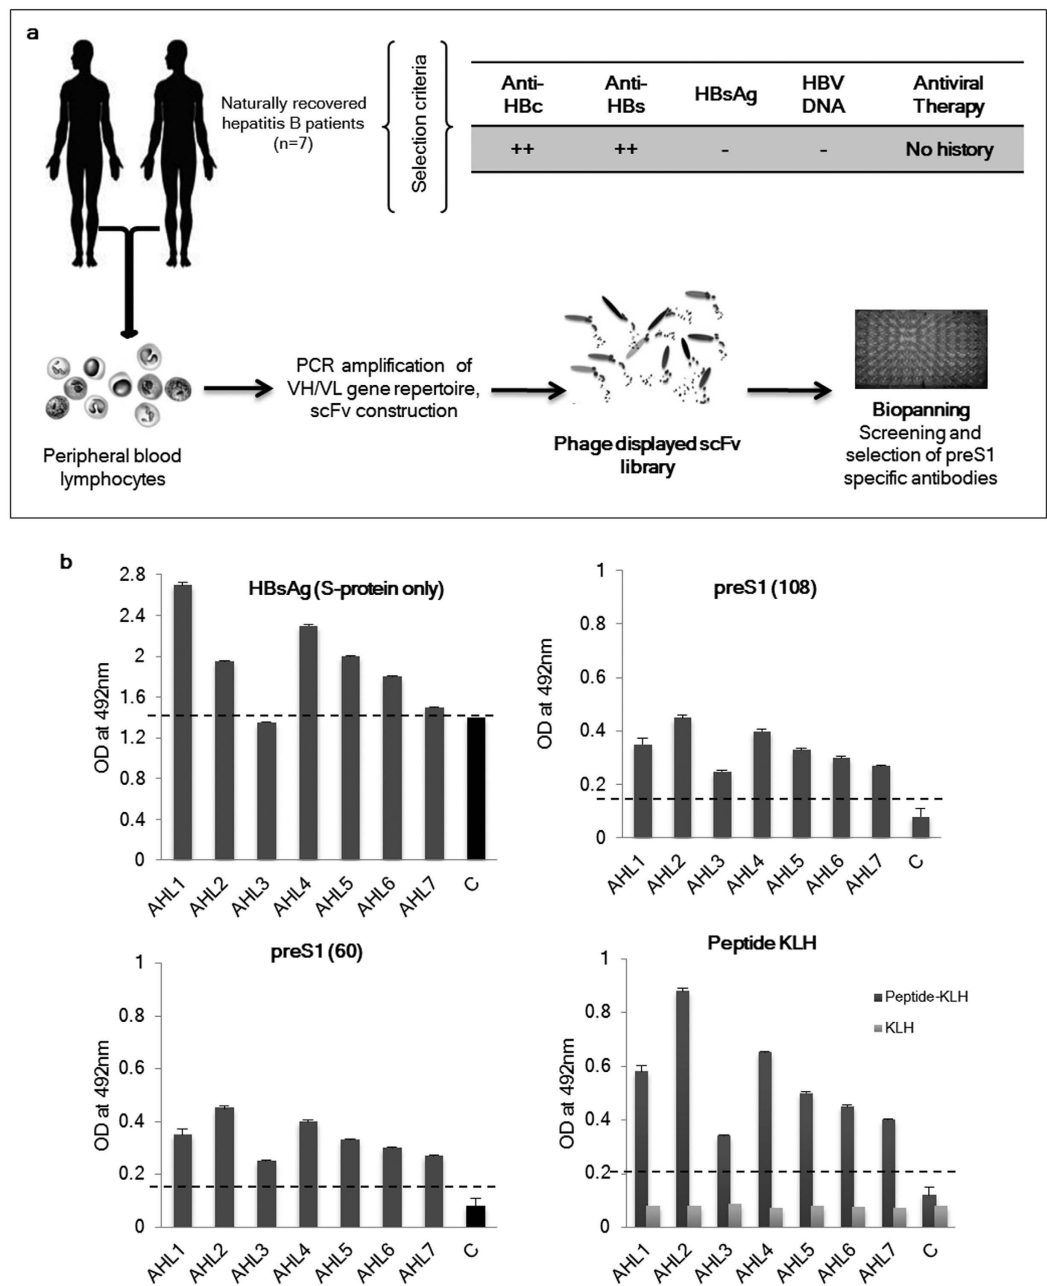 a
Naturally recovered
hepatitis B patients
(n=7)
Selection criteria
Anti-
HBc
Anti-
HBs
HBsAg
HBV
DNA
Antiviral
Therapy
++
++
-
-
No history
Peripheral blood
lymphocytes
PCR amplification of
VH/VL gene repertoire,
scFv construction
Phage displayed scFv
library
Biopanning
Screening and
selection of preS1
specific antibodies
b
HBsAg (S-protein only)
OD at 492nm
2.8
2.4
2
1.6
1.2
0.8
0.4
0
AHL1
AHL2
AHL3
AHL4
AHL5
AHL6
AHL7
C
preS1 (108)
OD at 492nm
1
0.8
0.6
0.4
0.2
0
AHL1
AHL2
AHL3
AHL4
AHL5
AHL6
AHL7
C
preS1 (60)
OD at 492nm
1
0.8
0.6
0.4
0.2
0
AHL1
AHL2
AHL3
AHL4
AHL5
AHL6
AHL7
C
Peptide KLH
OD at 492nm
1
0.8
0.6
0.4
0.2
0
Peptide-KLH
KLH
AHL1
AHL2
AHL3
AHL4
AHL5
AHL6
AHL7
C